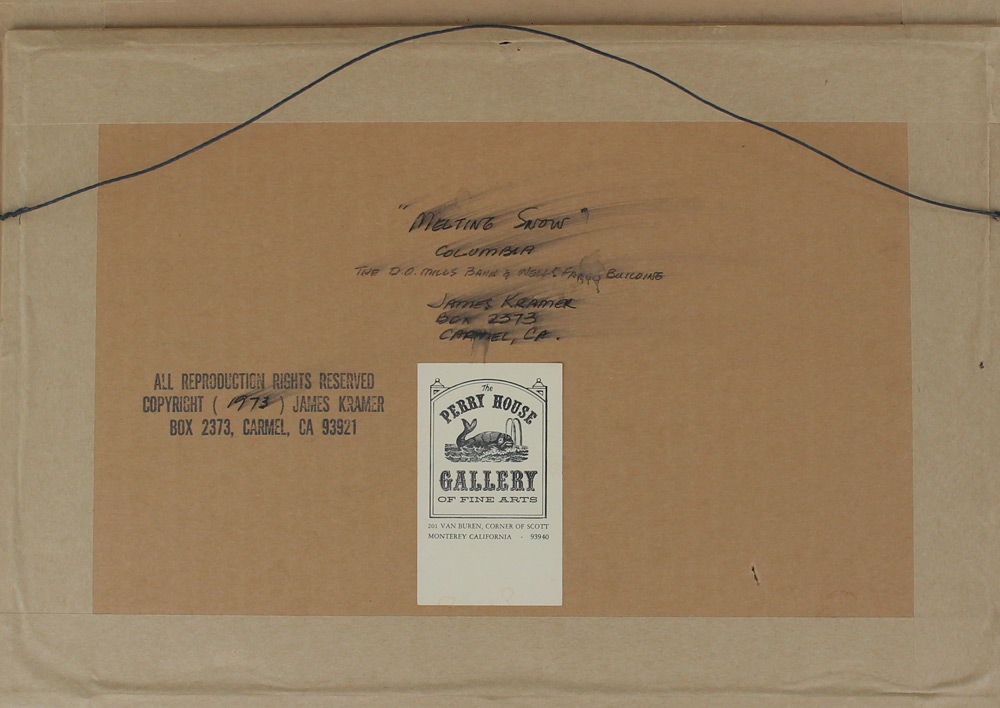 "MELTING SNOW"
COLUMBIA
THE D.O. MILLS BANK & WELLS FARGO BUILDING
JAMES KRAMER
BOX 2373
CARMEL, CA.
ALL REPRODUCTION RIGHTS RESERVED
COPYRIGHT ( 1973 ) JAMES KRAMER
BOX 2373, CARMEL, CA 93921
The
PERRY HOUSE
GALLERY
OF FINE ARTS
201 VAN BUREN, CORNER OF SCOTT
MONTEREY CALIFORNIA - 93940